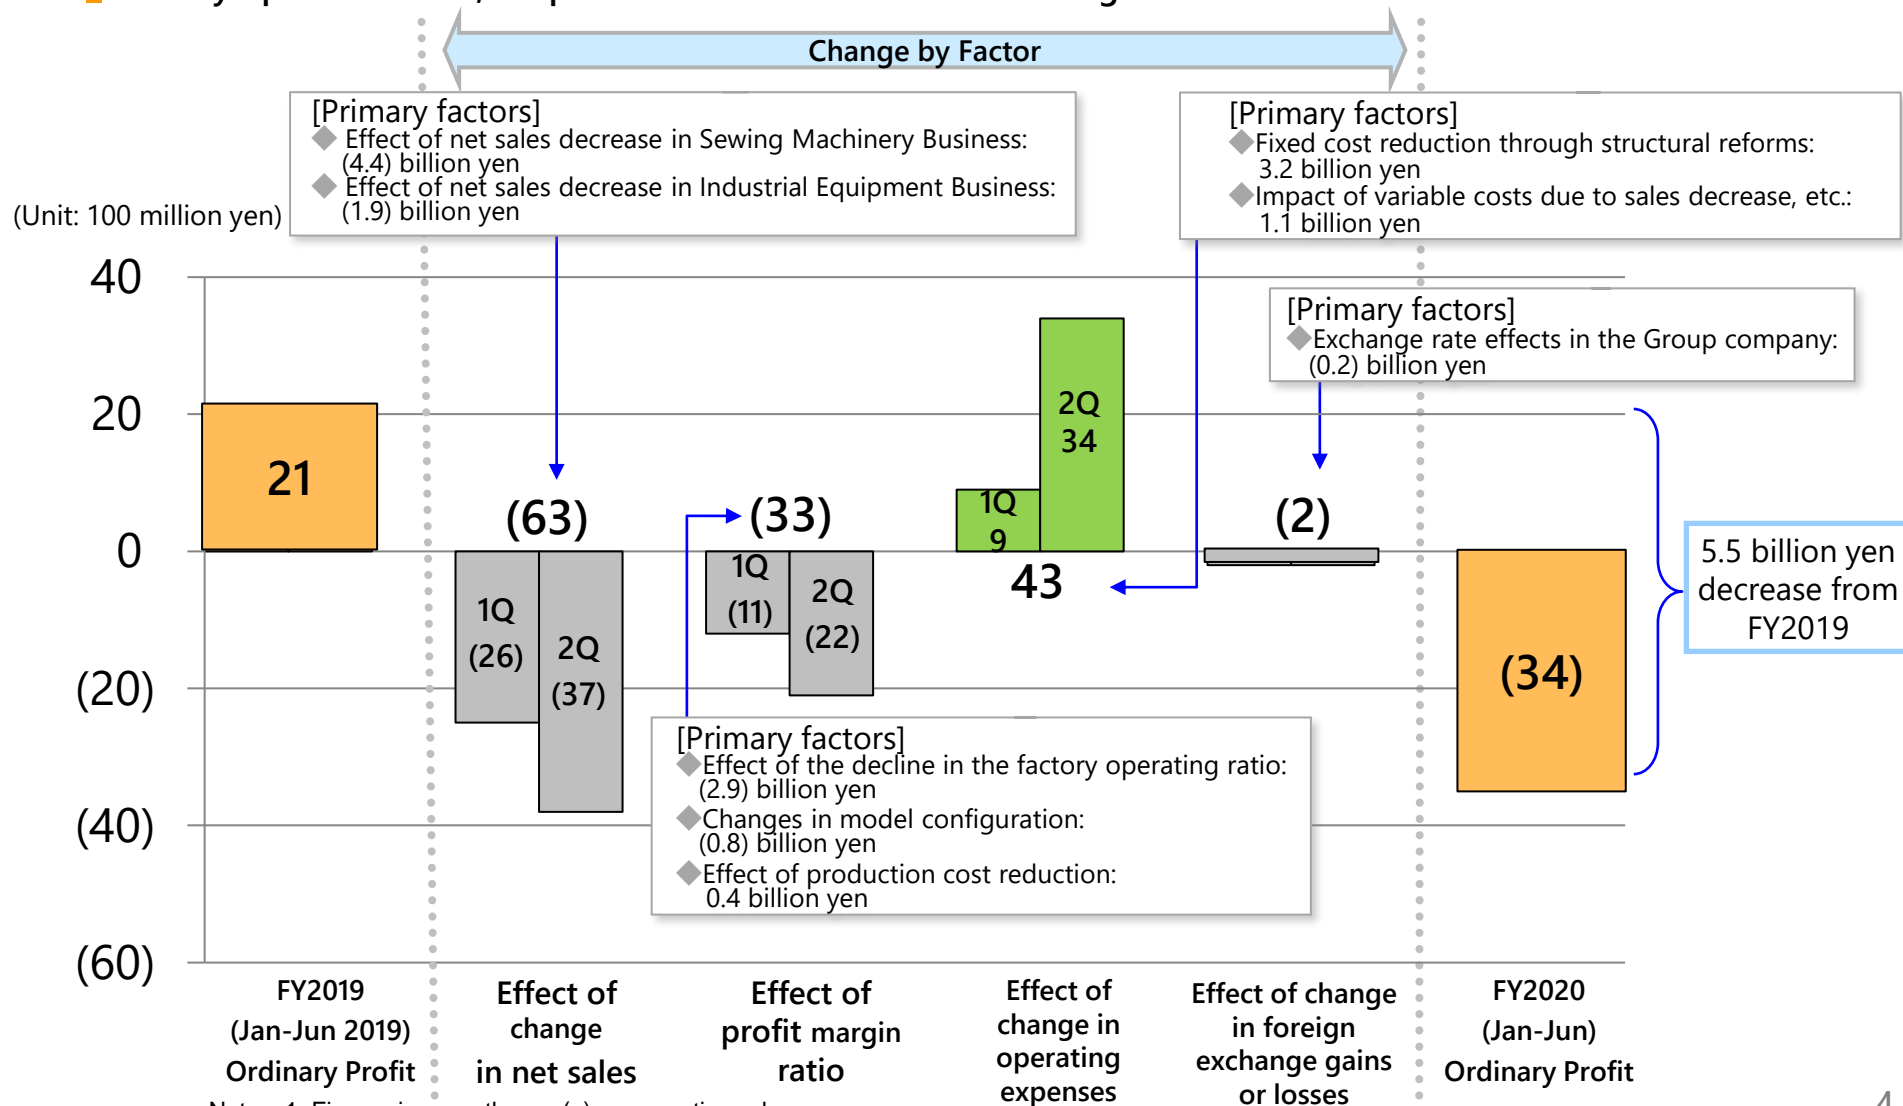 Change by Factor
[Primary factors]
◆ Effect of net sales decrease in Sewing Machinery Business:
(4.4) billion yen
◆ Effect of net sales decrease in Industrial Equipment Business:
(1.9) billion yen
[Primary factors]
◆Fixed cost reduction through structural reforms:
3.2 billion yen
◆Impact of variable costs due to sales decrease, etc.:
1.1 billion yen
(Unit: 100 million yen)
[Primary factors]
◆Exchange rate effects in the Group company:
(0.2) billion yen
40
20
0
(20)
(40)
(60)
21
(63)
1Q
(26)
2Q
(37)
(33)
1Q
(11)
2Q
(22)
1Q
9
2Q
34
43
(2)
(34)
5.5 billion yen
decrease from
FY2019
[Primary factors]
◆Effect of the decline in the factory operating ratio:
(2.9) billion yen
◆Changes in model configuration:
(0.8) billion yen
◆Effect of production cost reduction:
0.4 billion yen
FY2019
(Jan-Jun 2019)
Ordinary Profit
Effect of
change
in net sales
Effect of
profit margin
ratio
Effect of
change in
operating
expenses
Effect of change
in foreign
exchange gains
or losses
FY2020
(Jan-Jun)
Ordinary Profit
4